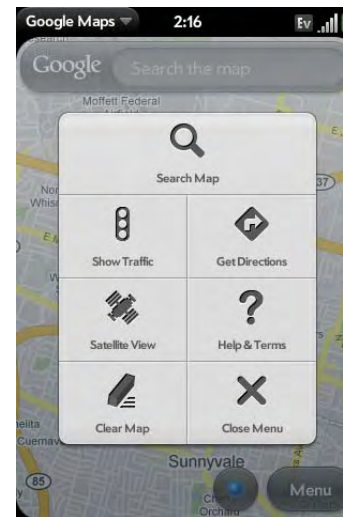 Google Maps 2:16 Ev
Google Search the map
Moffett Federal
Search Map
Show Traffic Get Directions
Satellite View Help & Terms
Clear Map Close Menu
Sunnyvale
85
Menu
Orchard